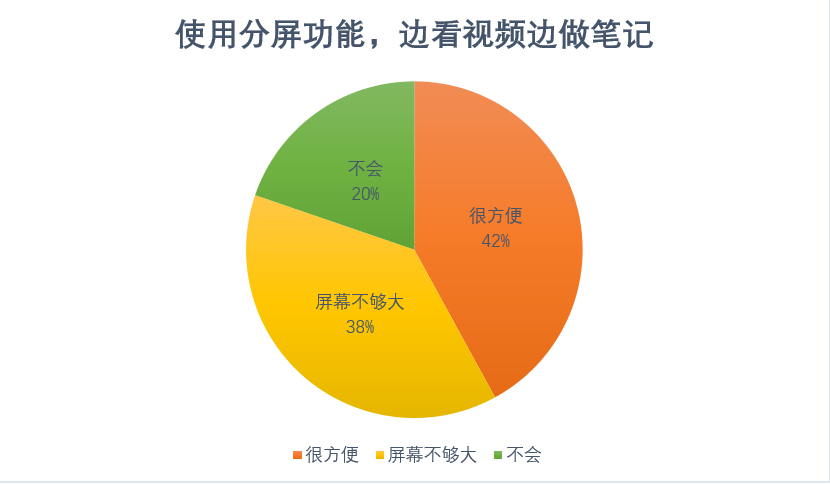 使用分屏功能，边看视频边做笔记
不会
20%
很方便
42%
屏幕不够大
38%
很方便 屏幕不够大 不会